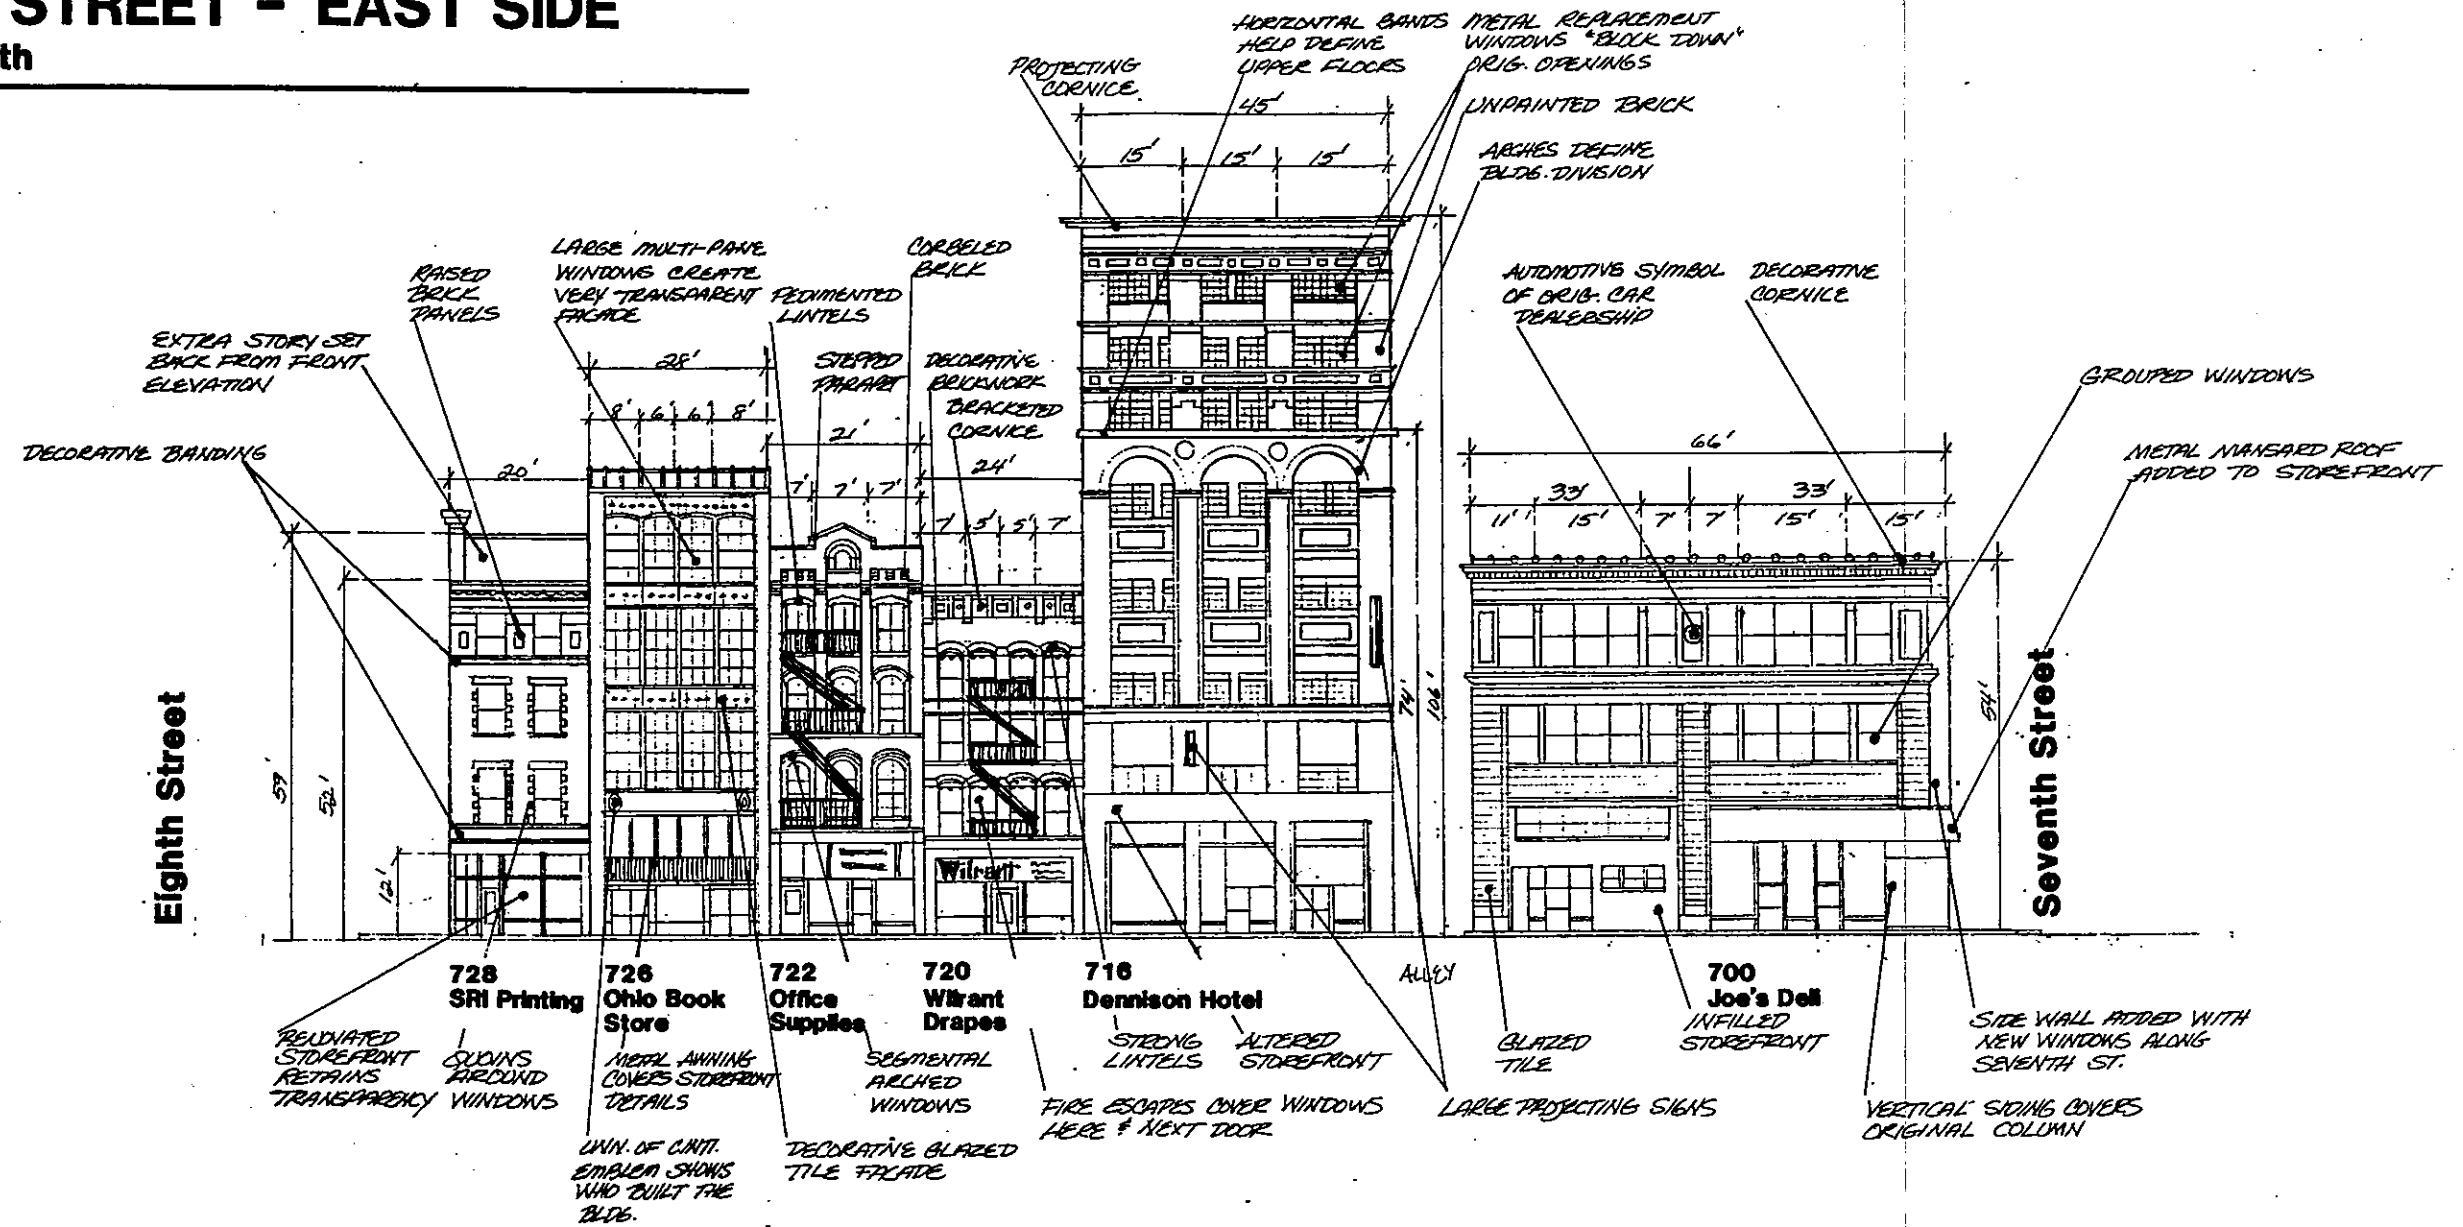 STREET - EAST SIDE
th
HORIZONTAL BANDS
HELP DEFINE
UPPER FLOORS
METAL REPLACEMENT
WINDOWS "BLOCK DOWN"
ORIG. OPENINGS
PROJECTING
CORNICE
UNPAINTED BRICK
45'
15' 15' 15'
ARCHES DEFINE
BLDG. DIVISION
LARGE MULTI-PANE
WINDOWS CREATE
VERY TRANSPARENT
FACADE
CORBELED
BRICK
RAISED
BRICK
PANELS
PEDIMENTED
LINTELS
AUTOMOTIVE SYMBOL
OF ORIG. CAR
DEALERSHIP
DECORATIVE
CORNICE
EXTRA STORY SET
BACK FROM FRONT
ELEVATION
STEPPED
PARAPET
DECORATIVE
BRICKWORK
BRACKETED
CORNICE
GROUPED WINDOWS
METAL MANSARD ROOF
ADDED TO STOREFRONT
DECORATIVE BANDING
28'
8' 6' 6' 8'
21'
7' 7' 7'
20'
24'
7' 5' 5' 7'
66'
33' 33'
11' 15' 7' 7' 15' 15'
59'
52'
12'
74'
106'
54'
Eighth Street
Seventh Street
Wilrant
728
SRI Printing
726
Ohio Book
Store
722
Office
Supplies
720
Wilrant
Drapes
716
Dennison Hotel
ALLEY
700
Joe's Deli
RENOVATED
STOREFRONT
RETAINS
TRANSPARENCY
QUOINS
AROUND
WINDOWS
METAL AWNING
COVERS STOREFRONT
DETAILS
SEGMENTAL
ARCHED
WINDOWS
STRONG
LINTELS
ALTERED
STOREFRONT
GLAZED
TILE
INFILLED
STOREFRONT
SIDE WALL ADDED WITH
NEW WINDOWS ALONG
SEVENTH ST.
FIRE ESCAPES COVER WINDOWS
HERE & NEXT DOOR
LARGE PROJECTING SIGNS
VERTICAL SIDING COVERS
ORIGINAL COLUMN
UNIV. OF CINTI.
EMBLEM SHOWS
WHO BUILT THE
BLDG.
DECORATIVE GLAZED
TILE FACADE